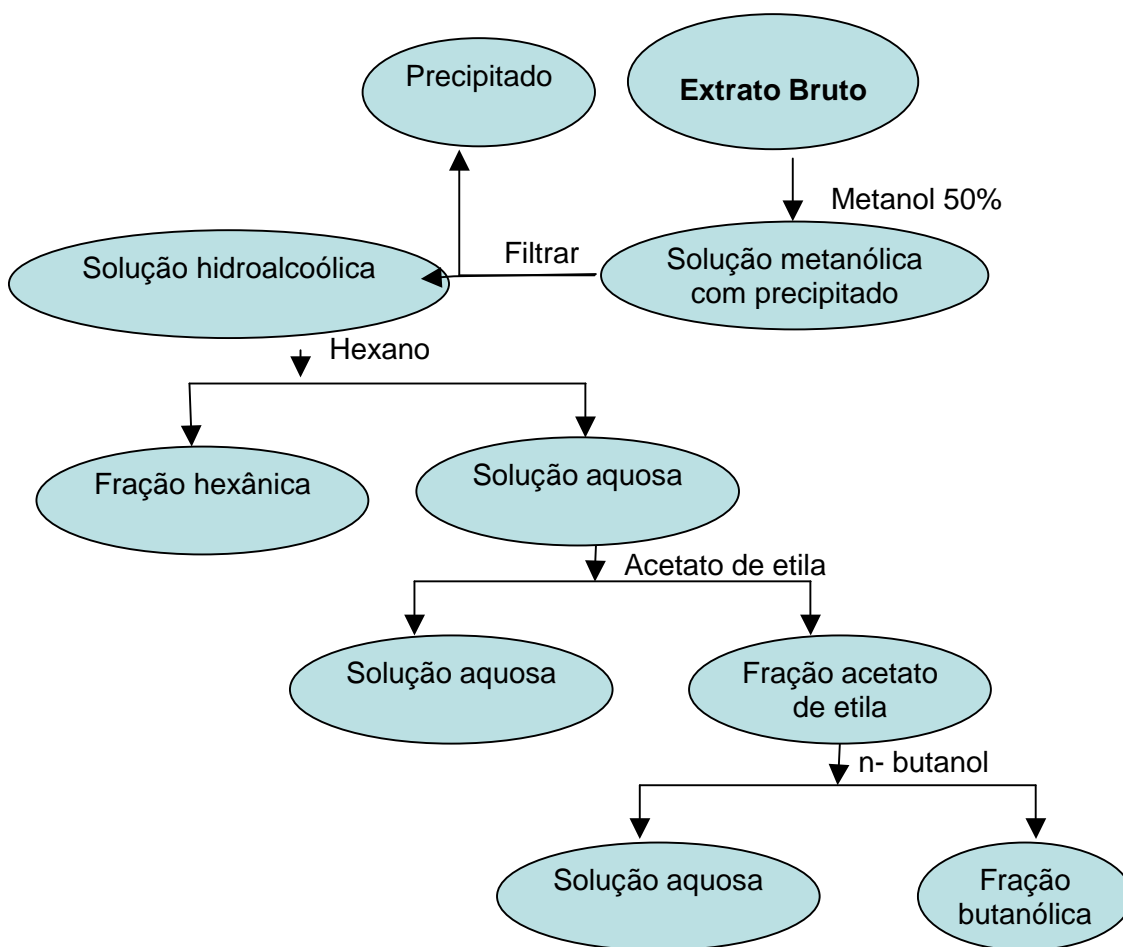 Precipitado
Extrato Bruto
Metanol 50%
Filtrar
Solução hidroalcoólica
Solução metanólica
com precipitado
Hexano
Fração hexânica
Solução aquosa
Acetato de etila
Solução aquosa
Fração acetato
de etila
n- butanol
Solução aquosa
Fração
butanólica